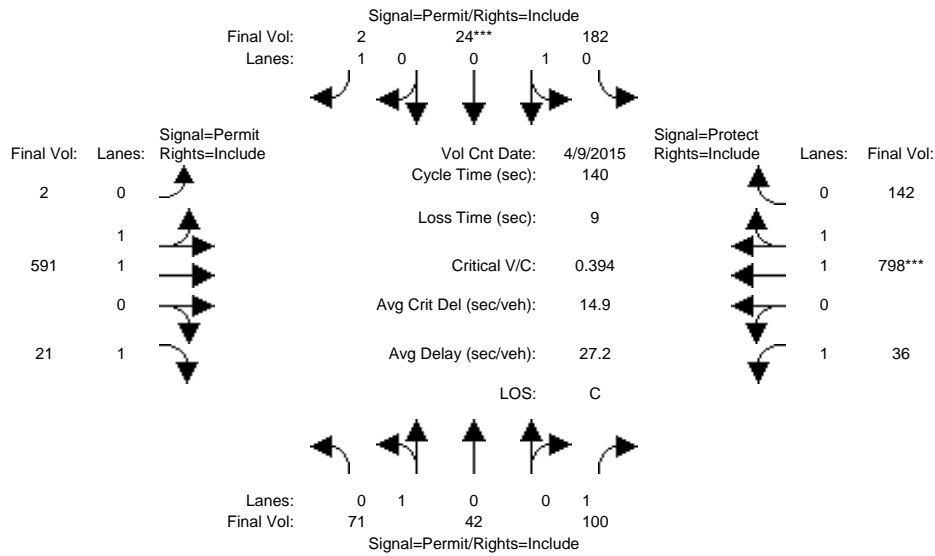 Signal=Permit/Rights=Include
Final Vol: 2 24*** 182
Lanes: 1 0 0 1 0
Signal=Permit
Final Vol: Lanes: Rights=Include
Vol Cnt Date: 4/9/2015
Signal=Protect
Rights=Include Lanes: Final Vol:
Cycle Time (sec): 140
2 0
0 142
Loss Time (sec): 9
1
1
591 1
Critical V/C: 0.394
1 798***
0
Avg Crit Del (sec/veh): 14.9
0
21 1
Avg Delay (sec/veh): 27.2
1 36
LOS: C
Lanes: 0 1 0 0 1
Final Vol: 71 42 100
Signal=Permit/Rights=Include